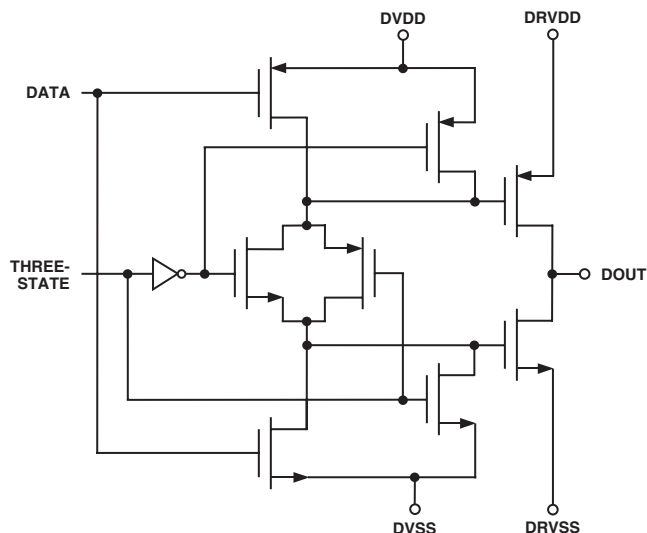 DVDD
DRVDD
DATA
THREE-
STATE
DOUT
DVSS
DRVSS